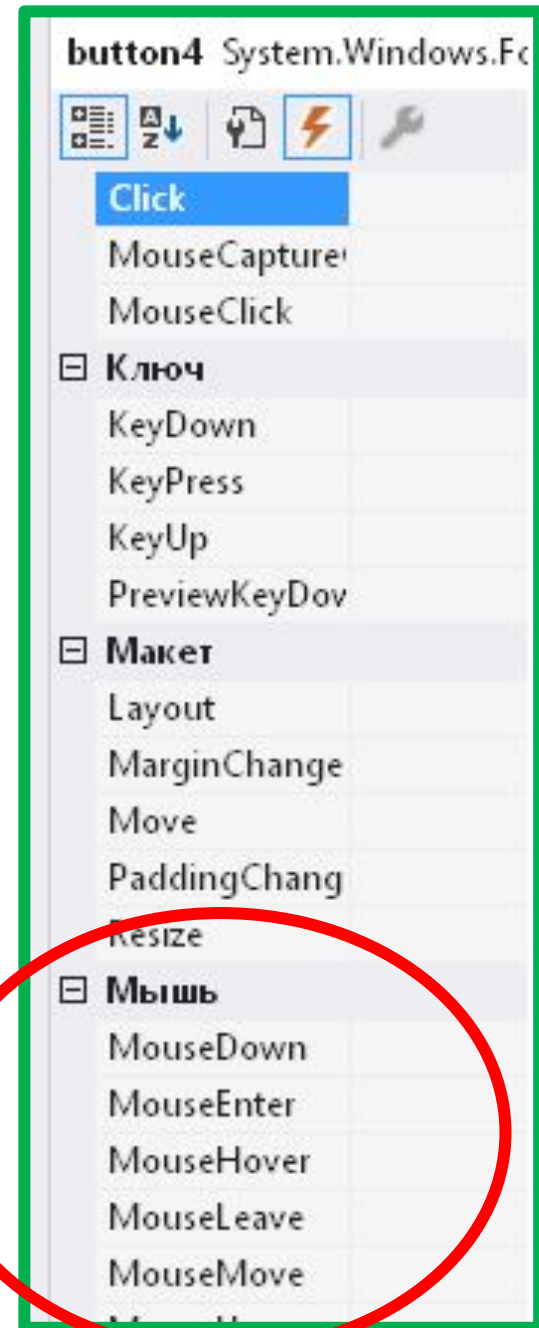 button4 System.Windows.Fo
Click
MouseCapture
MouseClick
Ключ
KeyDown
KeyPress
KeyUp
PreviewKeyDov
Макет
Layout
MarginChange
Move
PaddingChang
Resize
Мышь
MouseDown
MouseEnter
MouseHover
MouseLeave
MouseMove